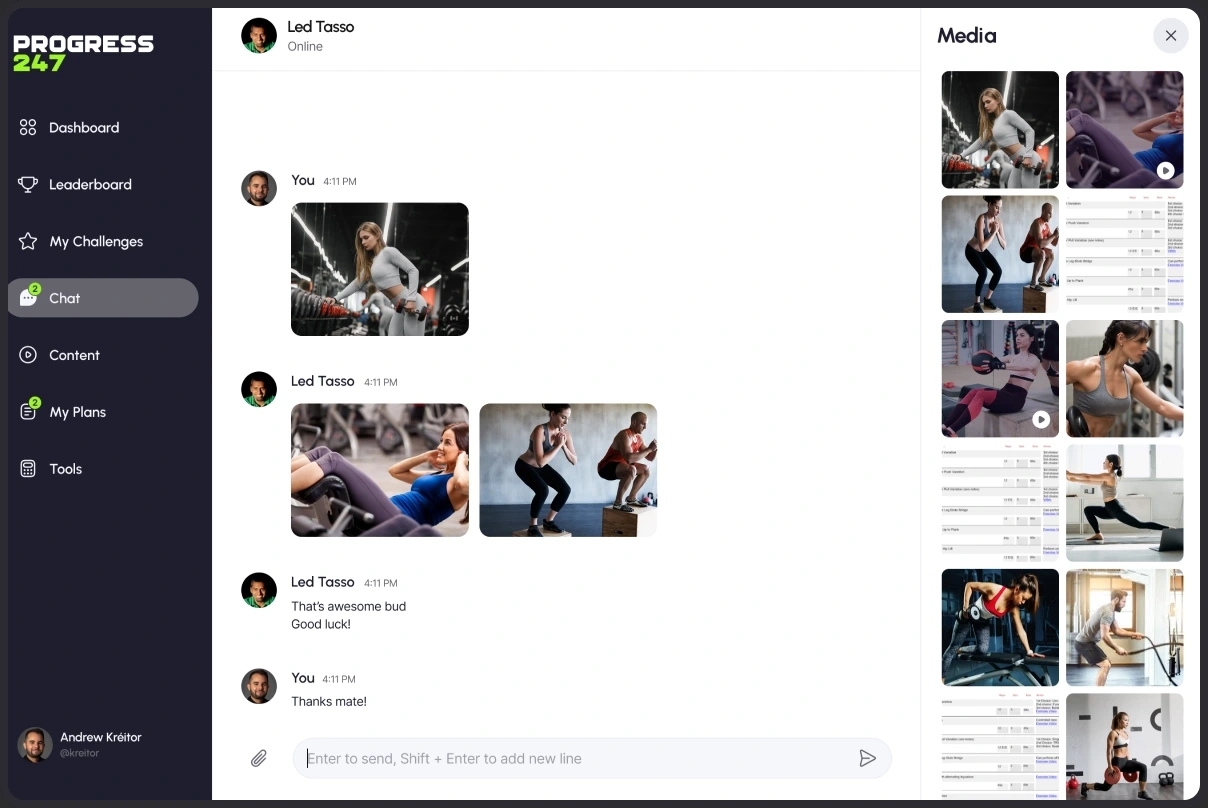 PROGRESS
247
Dashboard
Leaderboard
My Challenges
2
Chat
Content
2
My Plans
Tools
Andrew Kréitor
@kreitor
Led Tasso
Online
You 4:11 PM
Led Tasso 4:11 PM
Led Tasso 4:11 PM
That's awesome bud
Good luck!
You 4:11 PM
Thanks mate!
Enter to send, Shift + Enter to add new line
Media